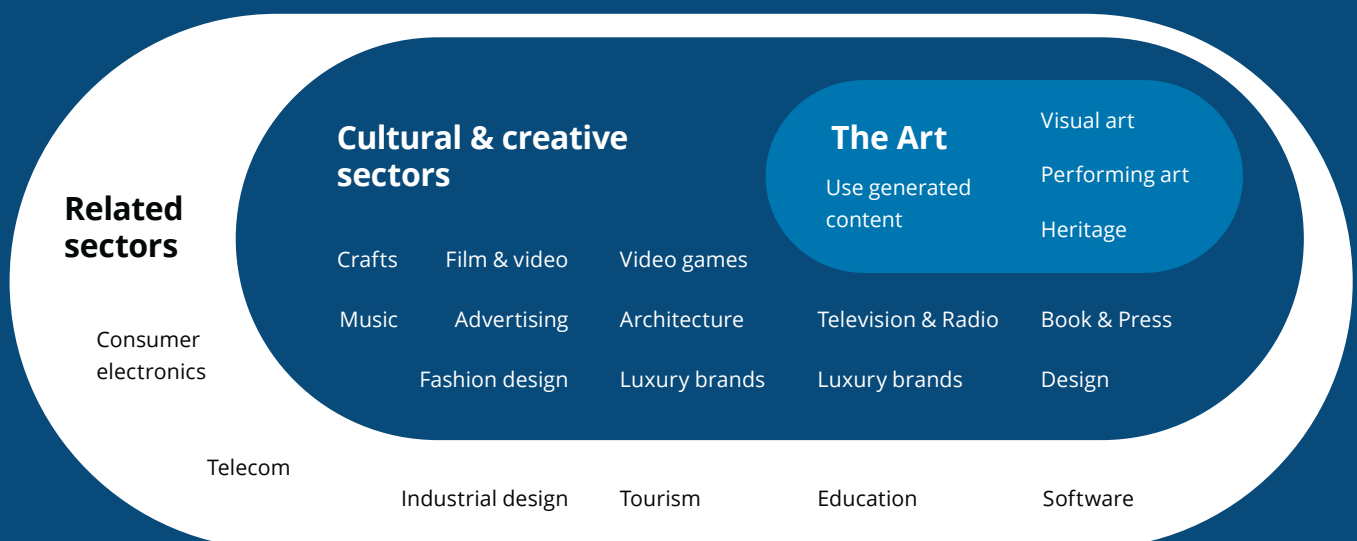 Related
sectors
Consumer
electronics
Telecom
Industrial design
Tourism
Education
Software
Cultural & creative
sectors
Crafts
Film & video
Video games
Music
Advertising
Architecture
Television & Radio
Book & Press
Fashion design
Luxury brands
Luxury brands
Design
The Art
Use generated
content
Visual art
Performing art
Heritage